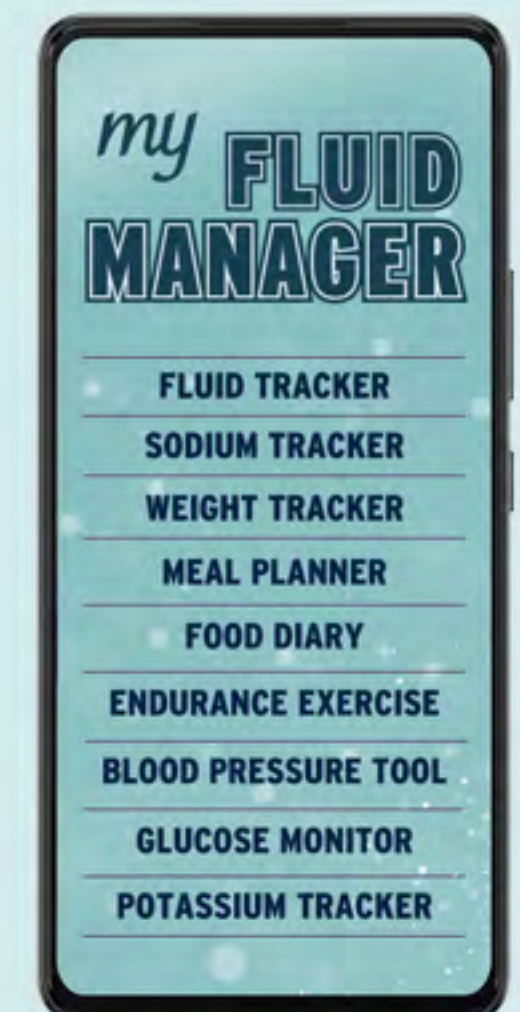 my
FLUID
MANAGER
FLUID TRACKER
SODIUM TRACKER
WEIGHT TRACKER
MEAL PLANNER
FOOD DIARY
ENDURANCE EXERCISE
BLOOD PRESSURE TOOL
GLUCOSE MONITOR
POTASSIUM TRACKER